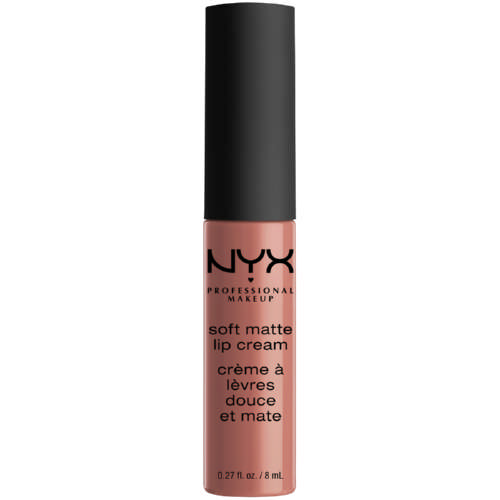 NYX
PROFESSIONAL
MAKEUP
soft matte
lip cream
crème à
lèvres
douce
et mate
0.27 fl. oz. / 8 mL